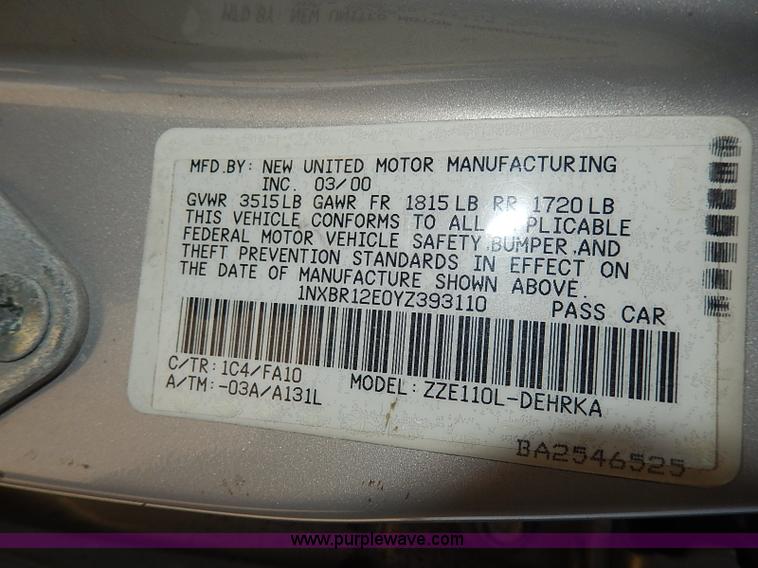 MFD.BY: NEW UNITED MOTOR MANUFACTURING
INC. 03/00
GVWR 3515LB GAWR FR 1815LB RR 1720LB
THIS VEHICLE CONFORMS TO ALL APPLICABLE
FEDERAL MOTOR VEHICLE SAFETY,BUMPER,AND
THEFT PREVENTION STANDARDS IN EFFECT ON
THE DATE OF MANUFACTURE SHOWN ABOVE.
1NXBR12E0YZ393110 PASS CAR
C/TR: 1C4/FA10
A/TM: -03A/A131L MODEL: ZZE110L-DEHRKA
BA2546525
www.purplewave.com